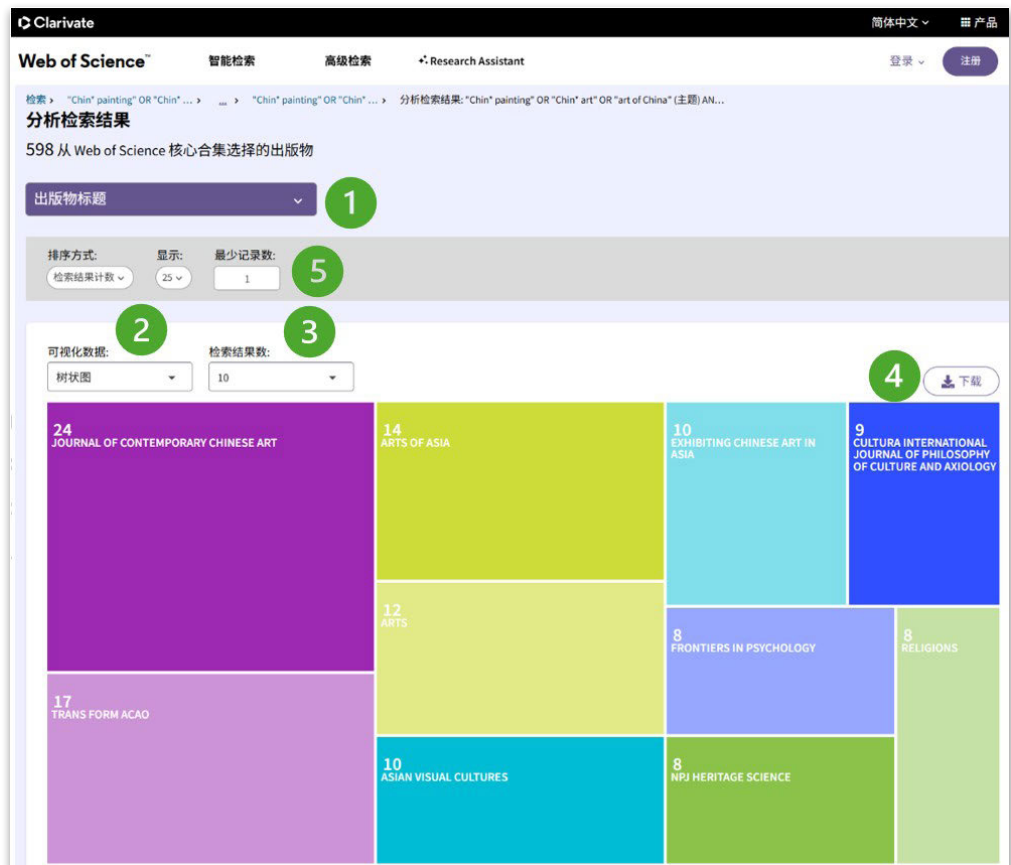 Clarivate
简体中文
产品
Web of Science™
智能检索
高级检索
Research Assistant
登录
注册
检索 › "Chin* painting" OR "Chin* ... › ... › "Chin* painting" OR "Chin* ... › 分析检索结果: "Chin* painting" OR "Chin* art" OR "art of China" (主题) AN...
分析检索结果
598 从 Web of Science 核心合集选择的出版物
出版物标题
1
排序方式:
显示:
最少记录数:
检索结果计数
25
1
5
2
3
可视化数据:
检索结果数:
树状图
10
4
下载
24
JOURNAL OF CONTEMPORARY CHINESE ART
14
ARTS OF ASIA
10
EXHIBITING CHINESE ART IN
ASIA
9
CULTURA INTERNATIONAL
JOURNAL OF PHILOSOPHY
OF CULTURE AND AXIOLOGY
12
ARTS
8
FRONTIERS IN PSYCHOLOGY
8
RELIGIONS
17
TRANS FORM ACAO
10
ASIAN VISUAL CULTURES
8
NPJ HERITAGE SCIENCE